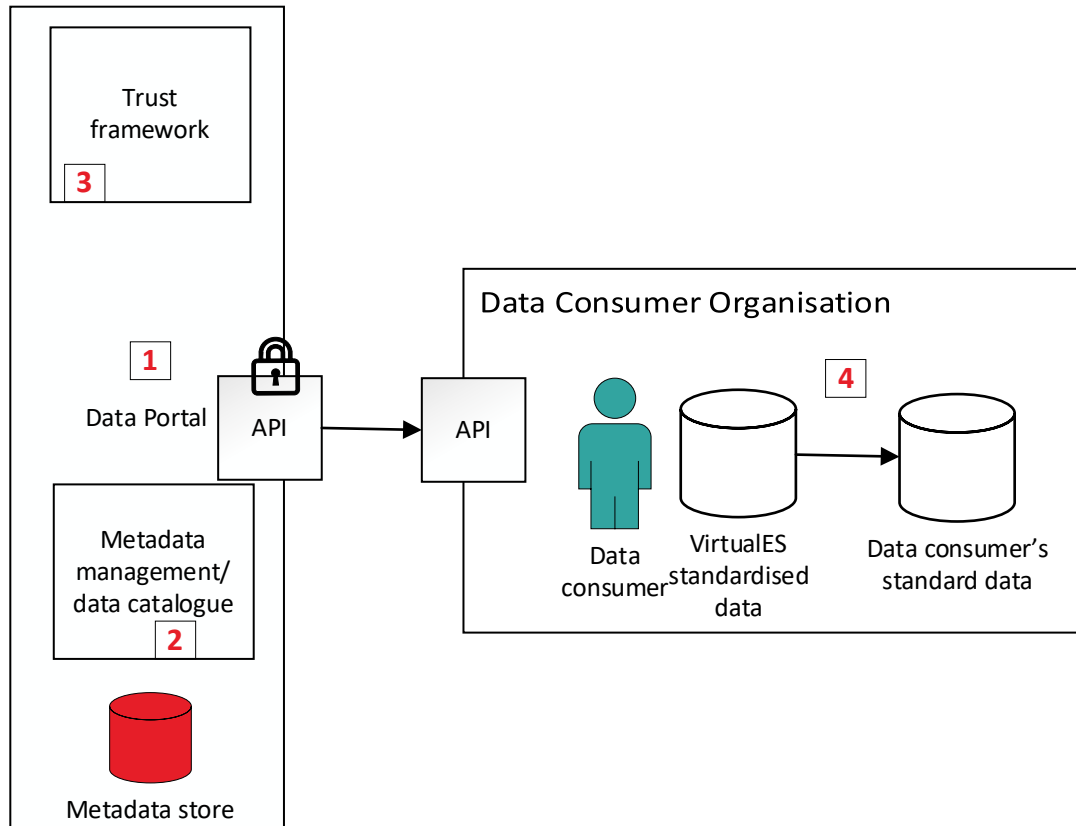 Trust
framework
3
1
Data Portal
API
Metadata
management/
data catalogue
2
Metadata store
Data Consumer Organisation
API
4
Data
consumer
VirtualES
standardised
data
Data consumer’s
standard data